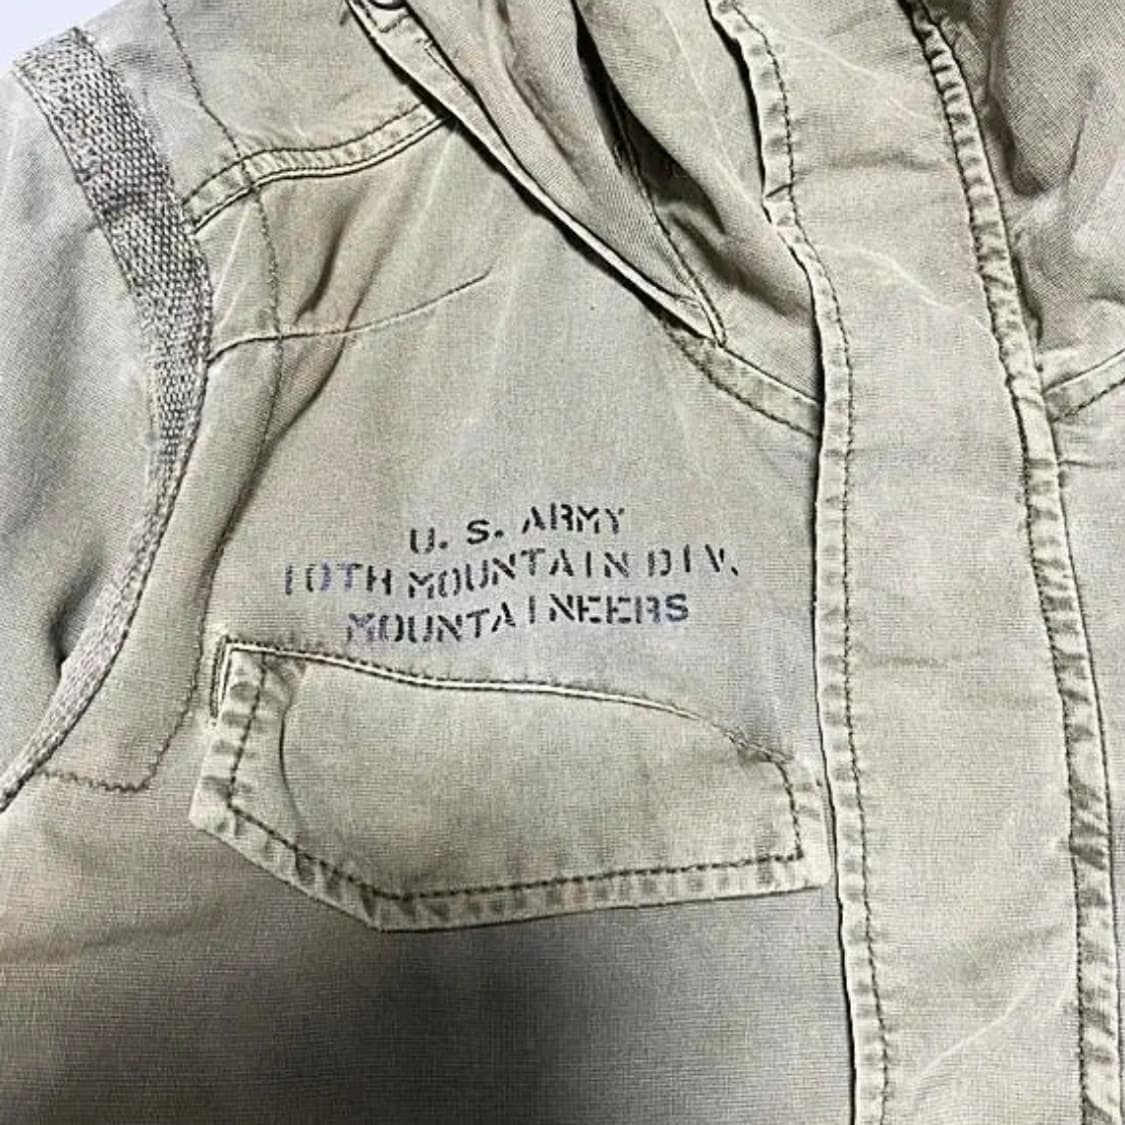 U. S. ARMY
10TH MOUNTAIN DIV.
MOUNTAINEERS